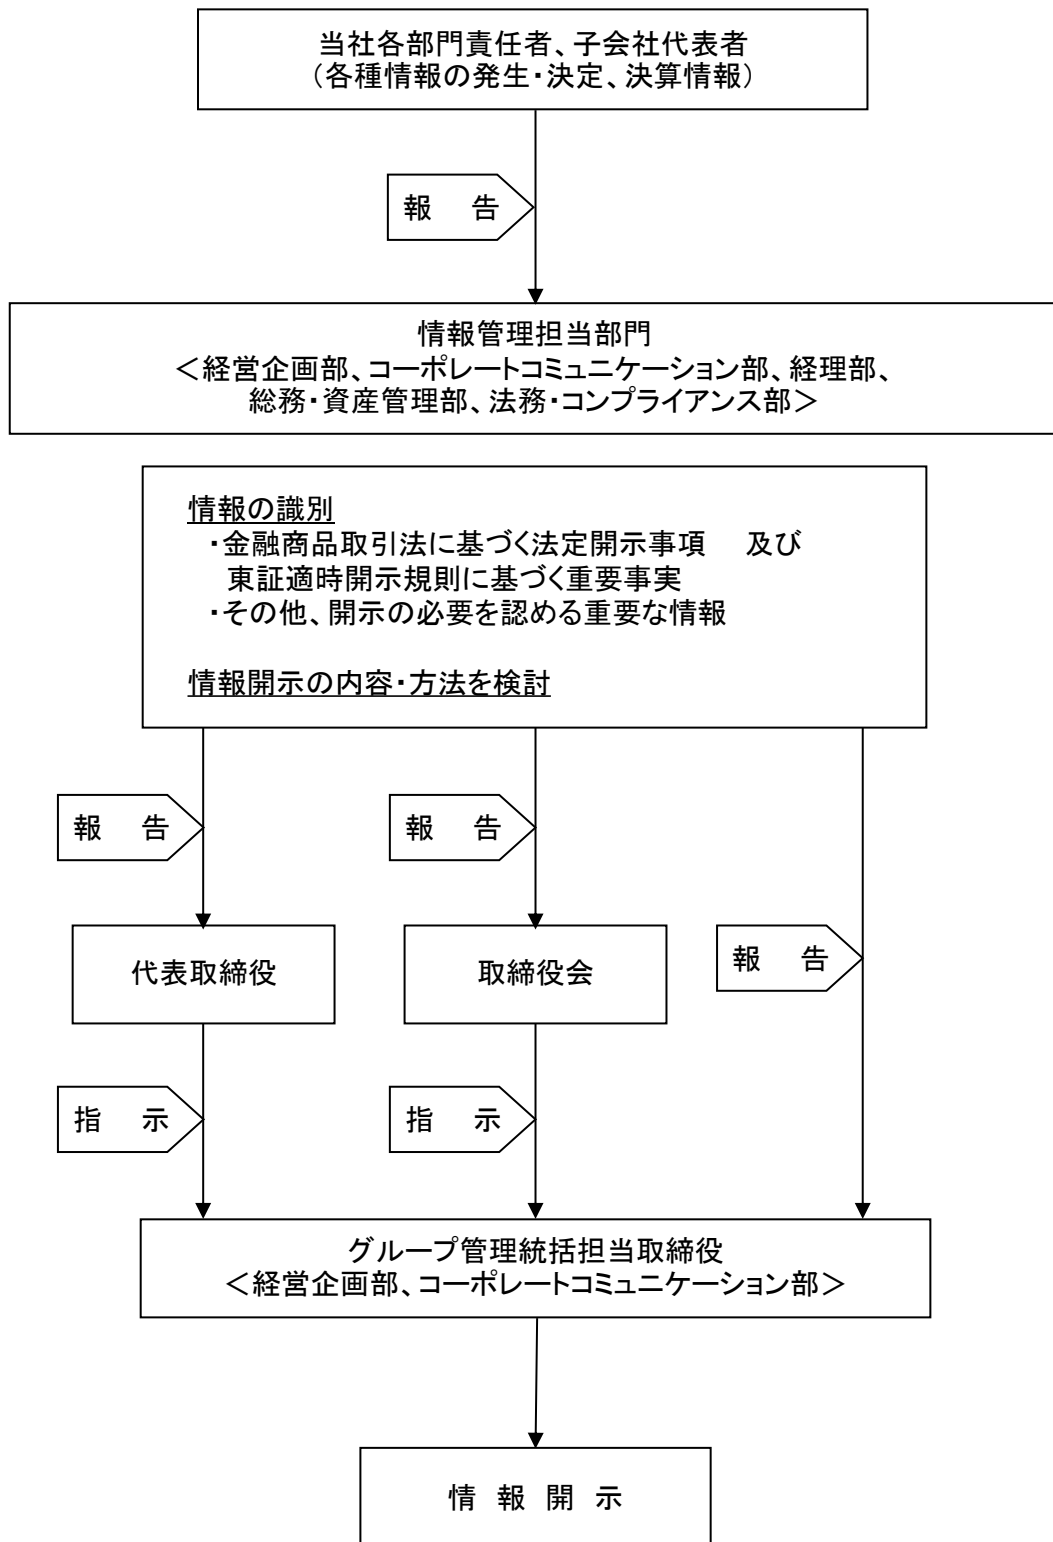 当社各部門責任者、子会社代表者
（各種情報の発生・決定、決算情報）
報　告
情報管理担当部門
＜経営企画部、コーポレートコミュニケーション部、経理部、
総務・資産管理部、法務・コンプライアンス部＞
情報の識別
・金融商品取引法に基づく法定開示事項　及び
東証適時開示規則に基づく重要事実
・その他、開示の必要を認める重要な情報
情報開示の内容・方法を検討
報　告
報　告
代表取締役
取締役会
報　告
指　示
指　示
グループ管理統括担当取締役
＜経営企画部、コーポレートコミュニケーション部＞
情 報 開 示